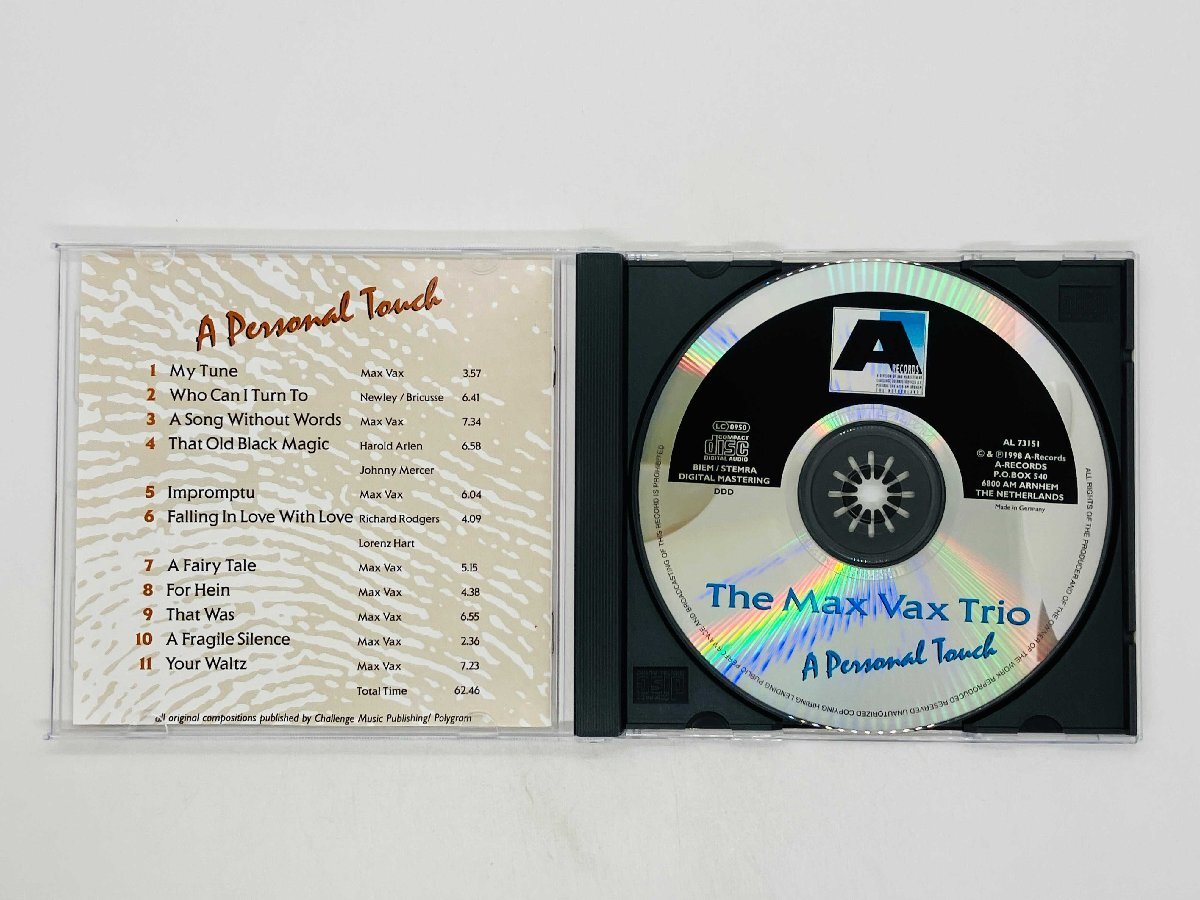 A Personal Touch
1 My Tune Max Vax 3.57
2 Who Can I Turn To Newley / Bricusse 6.41
3 A Song Without Words Max Vax 7.34
4 That Old Black Magic Harold Arlen 6.58
Johnny Mercer
5 Impromptu Max Vax 6.04
6 Falling In Love With Love Richard Rodgers 4.09
Lorenz Hart
7 A Fairy Tale Max Vax 5.15
8 For Hein Max Vax 4.38
9 That Was Max Vax 6.55
10 A Fragile Silence Max Vax 2.36
11 Your Waltz Max Vax 7.23
Total Time 62.46
all original compositions published by Challenge Music Publishing/ Polygram
A
RECORDS
THE NETHERLANDS
LC 0950
COMPACT
disc
DIGITAL AUDIO
BIEM / STEMRA
DIGITAL MASTERING
DDD
AL 73151
© & ℗1998 A-Records
A-RECORDS
P.O.BOX 540
6800 AM ARNHEM
THE NETHERLANDS
Made in Germany
The Max Vax Trio
A Personal Touch
ALL RIGHTS OF THE PRODUCER AND OF THE OWNER OF THE WORK REPRODUCED RESERVED UNAUTHORIZED COPYING HIRING LENDING PUBLIC PERFORMANCE AND BROADCASTING OF THIS RECORD IS PROHIBITED